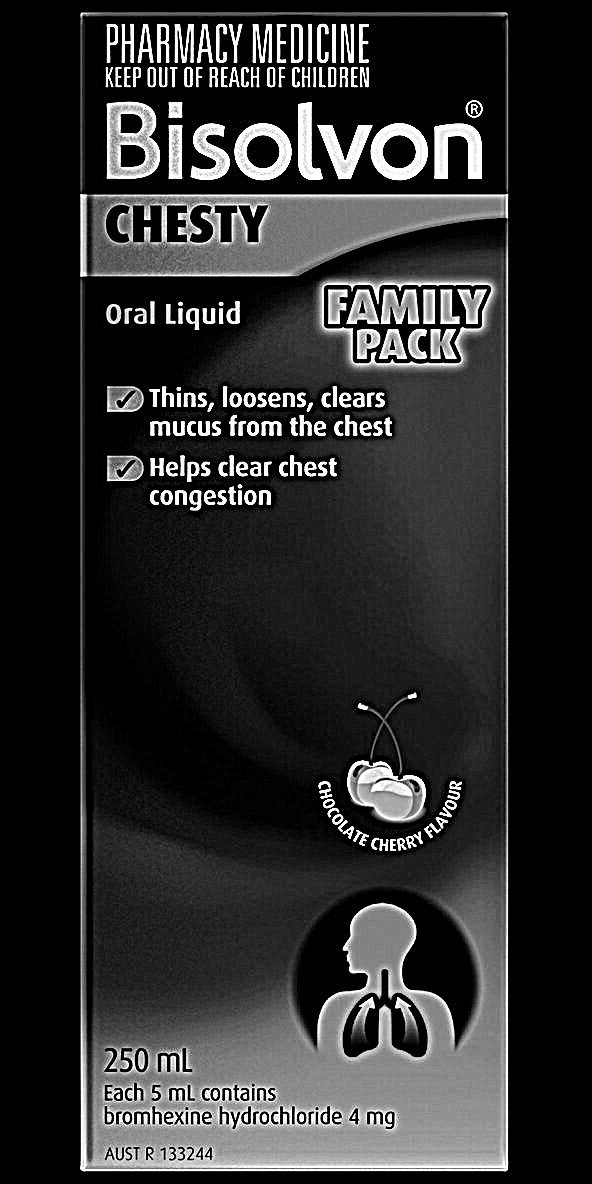 PHARMACY MEDICINE
KEEP OUT OF REACH OF CHILDREN
Bisolvon®
CHESTY
Oral Liquid
FAMILY
PACK
Thins, loosens, clears
mucus from the chest
Helps clear chest
congestion
CHOCOLATE CHERRY FLAVOUR
250 mL
Each 5 mL contains
bromhexine hydrochloride 4 mg
AUST R 133244